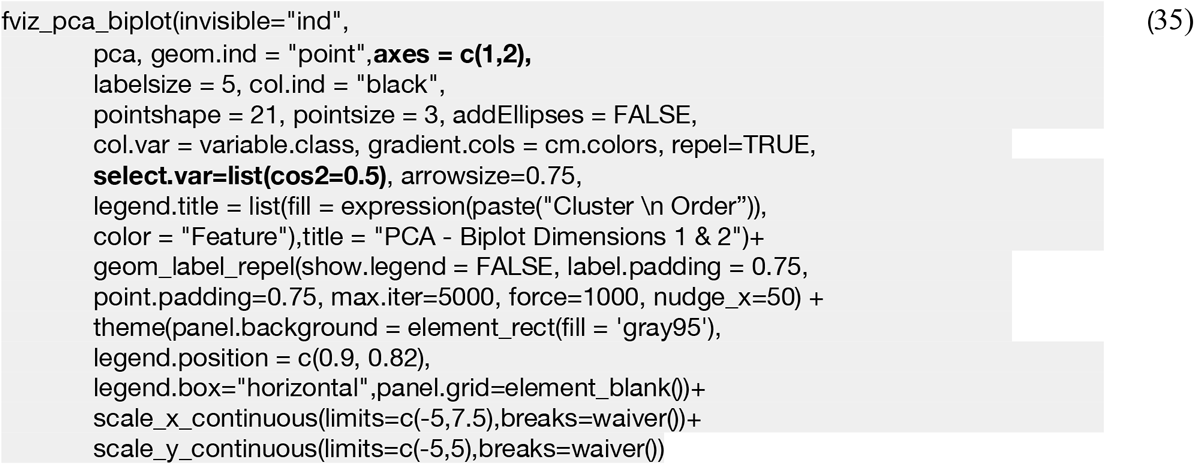 fviz_pca_biplot(invisible="ind", (35)
pca, geom.ind = "point",axes = c(1,2),
labelsize = 5, col.ind = "black",
pointshape = 21, pointsize = 3, addEllipses = FALSE,
col.var = variable.class, gradient.cols = cm.colors, repel=TRUE,
select.var=list(cos2=0.5), arrowsize=0.75,
legend.title = list(fill = expression(paste("Cluster \n Order”)),
color = "Feature"),title = "PCA - Biplot Dimensions 1 & 2")+
geom_label_repel(show.legend = FALSE, label.padding = 0.75,
point.padding=0.75, max.iter=5000, force=1000, nudge_x=50) +
theme(panel.background = element_rect(fill = 'gray95'),
legend.position = c(0.9, 0.82),
legend.box="horizontal",panel.grid=element_blank())+
scale_x_continuous(limits=c(-5,7.5),breaks=waiver())+
scale_y_continuous(limits=c(-5,5),breaks=waiver())